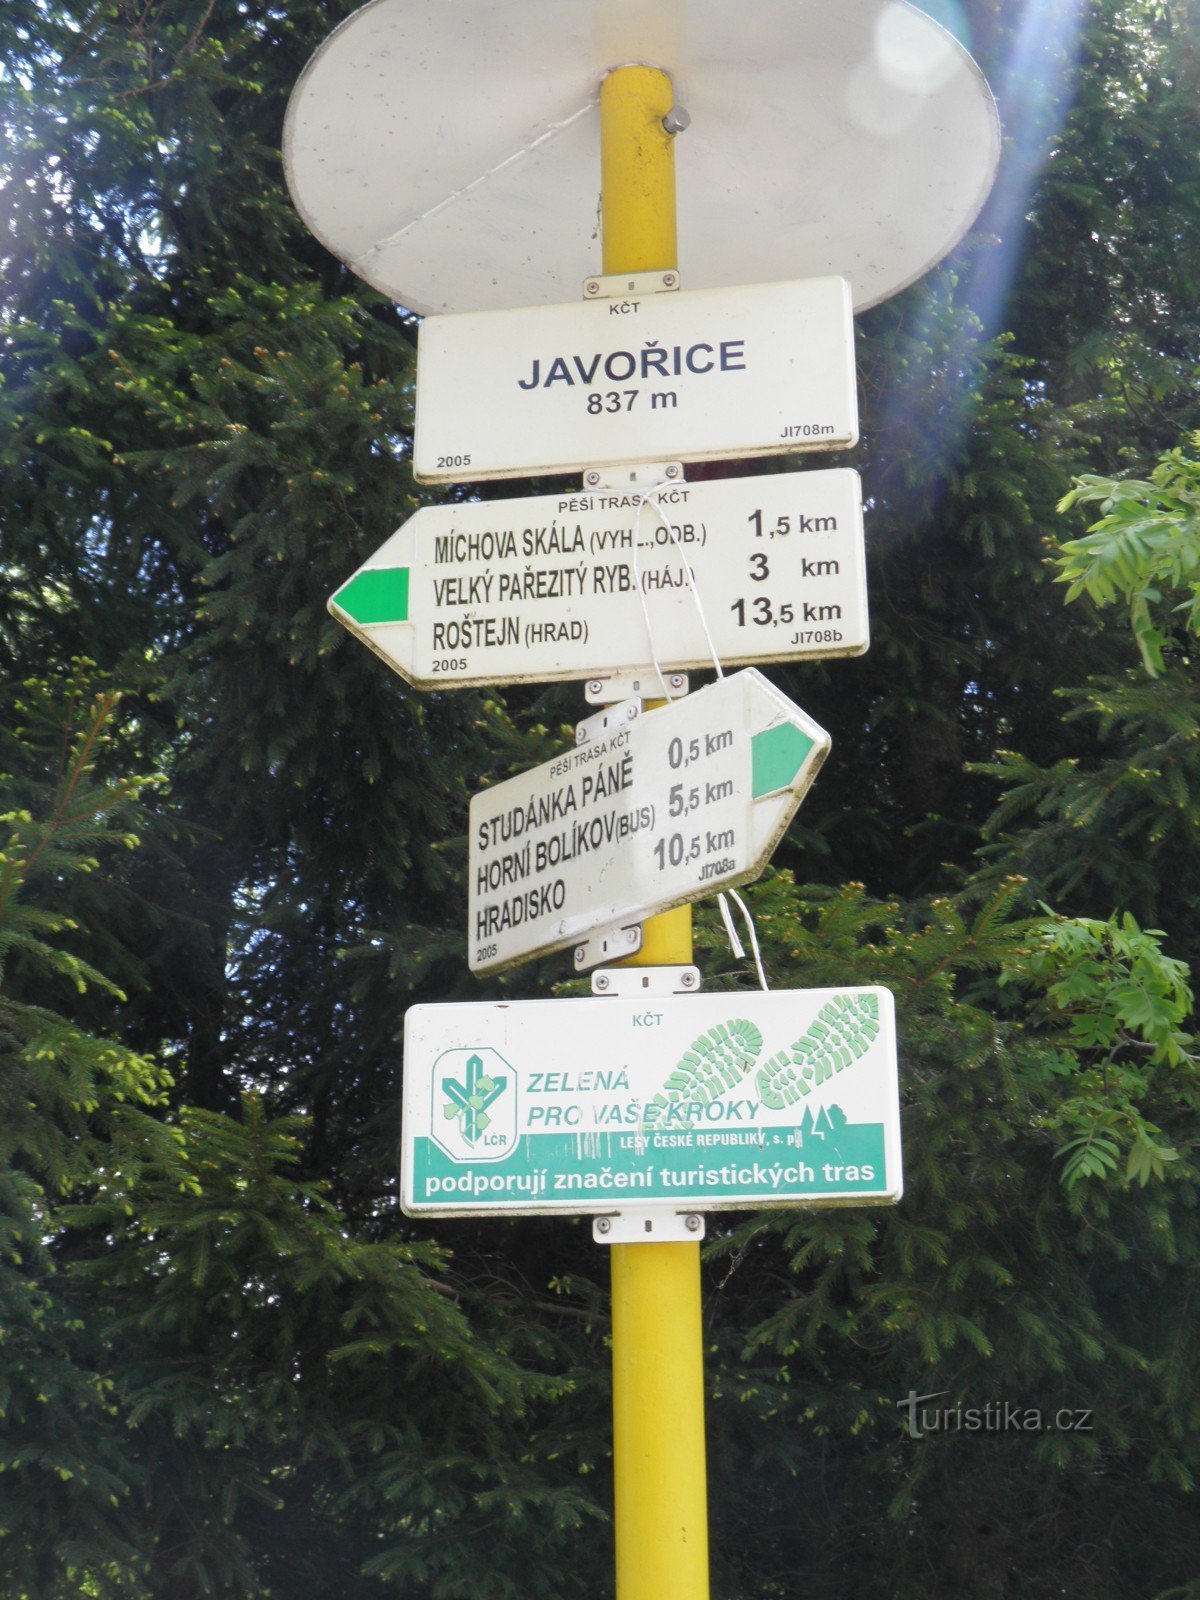 KČT
JAVOŘICE
837 m
2005 JI708m
PĚŠÍ TRASA KČT
MÍCHOVA SKÁLA (VYHL.,ODB.) 1,5 km
VELKÝ PAŘEZITÝ RYB. (HÁJ.) 3 km
ROŠTEJN (HRAD) 13,5 km
2005 JI708b
PĚŠÍ TRASA KČT
STUDÁNKA PÁNĚ 0,5 km
HORNÍ BOLÍKOV (BUS) 5,5 km
HRADISKO 10,5 km
2005 JI708a
KČT
ZELENÁ
PRO VAŠE KROKY
LČR
LESY ČESKÉ REPUBLIKY, s. p.
podporují značení turistických tras
Turistika.cz